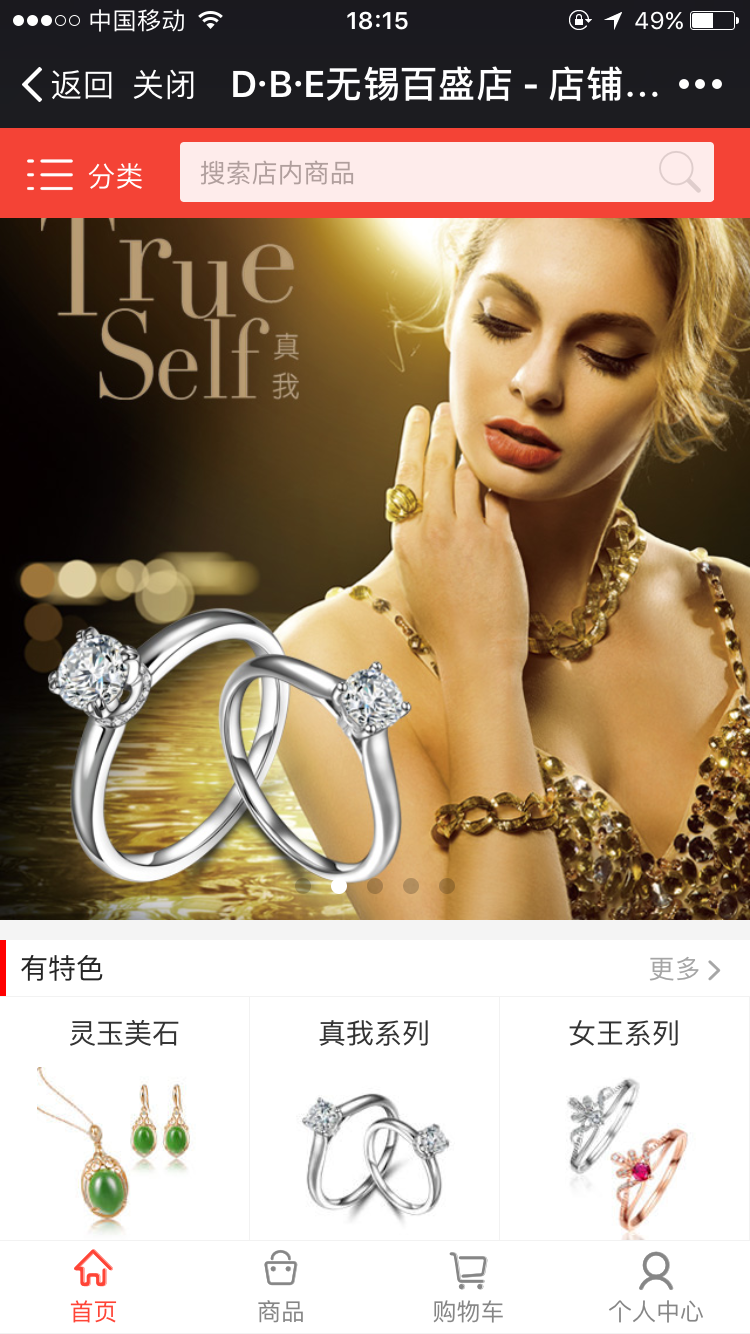 中国移动 18:15 49%
返回 关闭 D·B·E无锡百盛店 - 店铺...
分类 搜索店内商品
True
Self 真我
有特色 更多
灵玉美石 真我系列 女王系列
首页 商品 购物车 个人中心